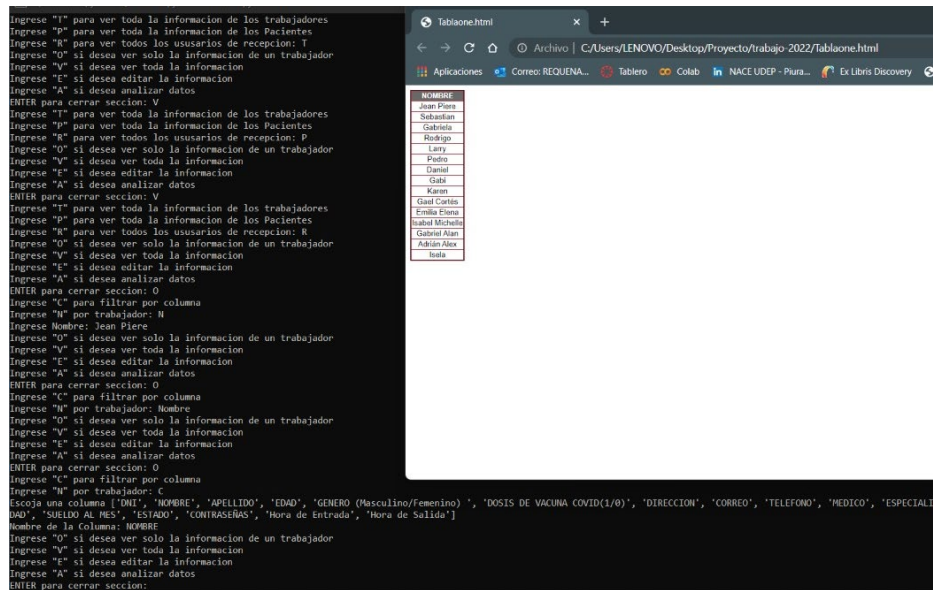 Ingrese "T" para ver toda la informacion de los trabajadores
Ingrese "P" para ver toda la informacion de los Pacientes
Ingrese "R" para ver todos los ususarios de recepcion: T
Ingrese "O" si desea ver solo la informacion de un trabajador
Ingrese "V" si desea ver toda la informacion
Ingrese "E" si desea editar la informacion
Ingrese "A" si desea analizar datos
ENTER para cerrar seccion: V
Ingrese "T" para ver toda la informacion de los trabajadores
Ingrese "P" para ver toda la informacion de los Pacientes
Ingrese "R" para ver todos los ususarios de recepcion: P
Ingrese "O" si desea ver solo la informacion de un trabajador
Ingrese "V" si desea ver toda la informacion
Ingrese "E" si desea editar la informacion
Ingrese "A" si desea analizar datos
ENTER para cerrar seccion: V
Ingrese "T" para ver toda la informacion de los trabajadores
Ingrese "P" para ver toda la informacion de los Pacientes
Ingrese "R" para ver todos los ususarios de recepcion: R
Ingrese "O" si desea ver solo la informacion de un trabajador
Ingrese "V" si desea ver toda la informacion
Ingrese "E" si desea editar la informacion
Ingrese "A" si desea analizar datos
ENTER para cerrar seccion: O
Ingrese "C" para filtrar por columna
Ingrese "N" por trabajador: N
Ingrese Nombre: Jean Piere
Ingrese "O" si desea ver solo la informacion de un trabajador
Ingrese "V" si desea ver toda la informacion
Ingrese "E" si desea editar la informacion
Ingrese "A" si desea analizar datos
ENTER para cerrar seccion: O
Ingrese "C" para filtrar por columna
Ingrese "N" por trabajador: Nombre
Ingrese "O" si desea ver solo la informacion de un trabajador
Ingrese "V" si desea ver toda la informacion
Ingrese "E" si desea editar la informacion
Ingrese "A" si desea analizar datos
ENTER para cerrar seccion: O
Ingrese "C" para filtrar por columna
Ingrese "N" por trabajador: C
Escoja una columna ['DNI', 'NOMBRE', 'APELLIDO', 'EDAD', 'GENERO (Masculino/Femenino) ', 'DOSIS DE VACUNA COVID(1/0)', 'DIRECCION', 'CORREO', 'TELEFONO', 'MEDICO', 'ESPECIALI
DAD', 'SUELDO AL MES', 'ESTADO', 'CONTRASEÑAS', 'Hora de Entrada', 'Hora de Salida']
Nombre de la Columna: NOMBRE
Ingrese "O" si desea ver solo la informacion de un trabajador
Ingrese "V" si desea ver toda la informacion
Ingrese "E" si desea editar la informacion
Ingrese "A" si desea analizar datos
ENTER para cerrar seccion:
Tablaone.html
Archivo | C:/Users/LENOVO/Desktop/Proyecto/trabajo-2022/Tablaone.html
Aplicaciones Correo: REQUENA... Tablero Colab NACE UDEP - Piura... Ex Libris Discovery
NOMBRE
Jean Piere
Sebastian
Gabriela
Rodrigo
Larry
Pedro
Daniel
Gabi
Karen
Gael Cortés
Emilia Elena
Isabel Michelle
Gabriel Alan
Adrián Alex
Isela